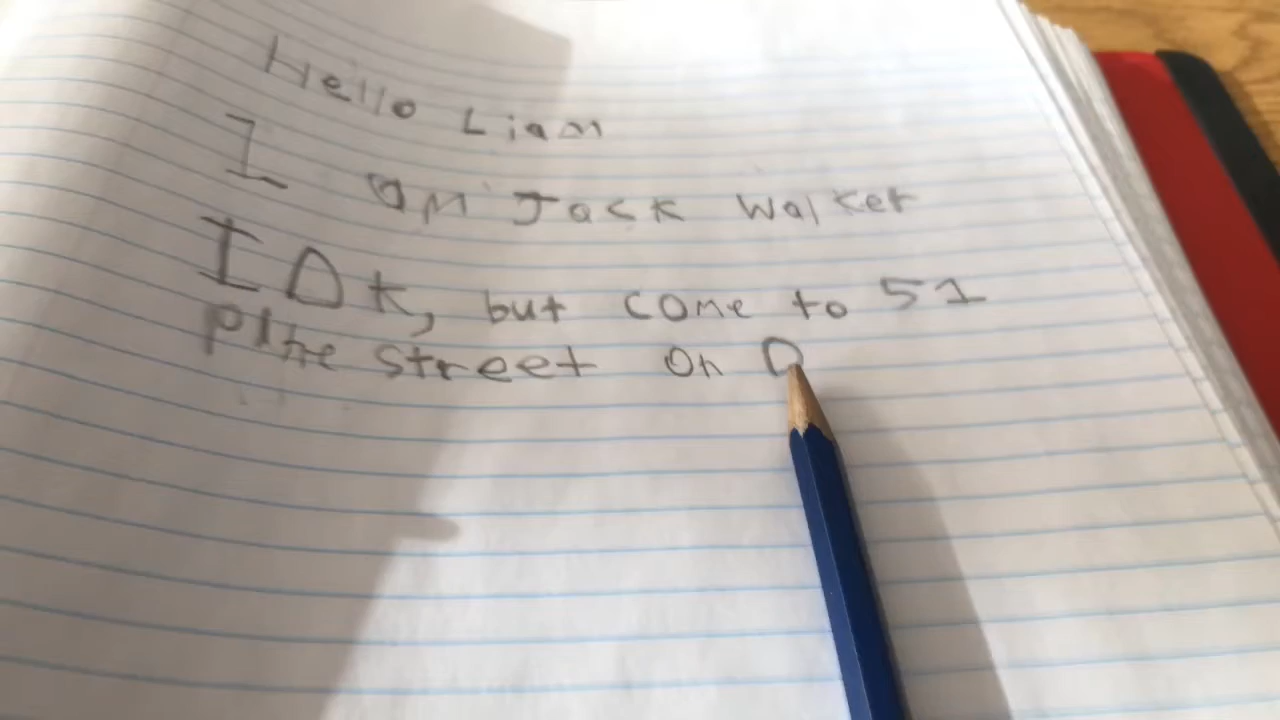 Hello Liam
I am Jack Walker
IDk, but come to 51
Pine street on D